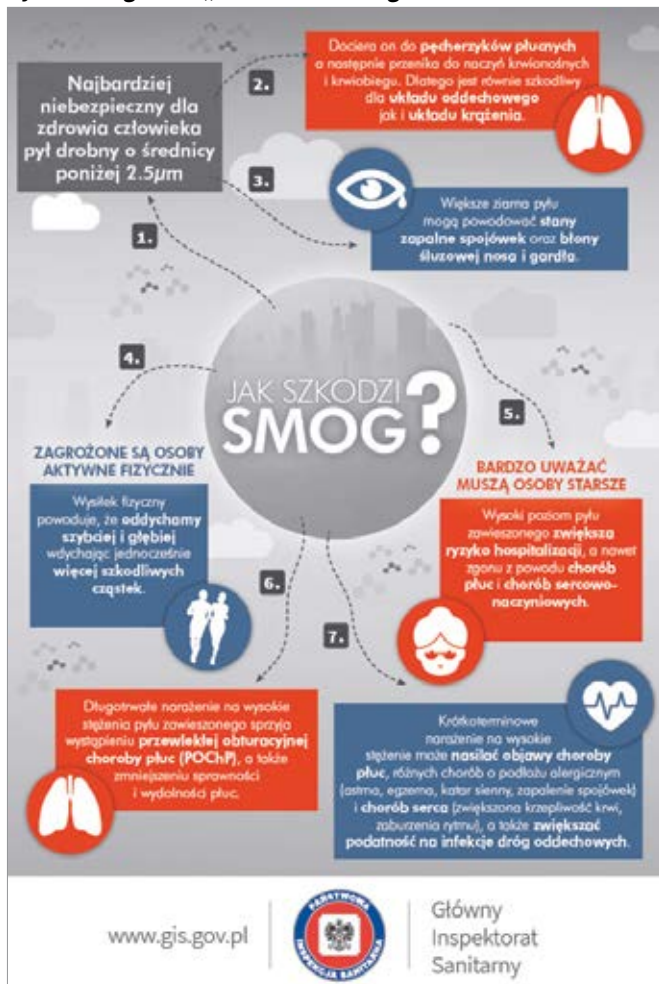 Najbardziej
niebezpieczny dla
zdrowia człowieka
pył drobny o średnicy
poniżej 2.5µm
1.
2.
Dociera on do pęcherzyków płucnych
a następnie przenika do naczyń krwionośnych
i krwiobiegu. Dlatego jest równie szkodliwy
dla układu oddechowego
jak i układu krążenia.
3.
Większe ziarna pyłu
mogą powodować stany
zapalne spojówek oraz błony
śluzowej nosa i gardła.
JAK SZKODZI
SMOG?
4.
ZAGROŻONE SĄ OSOBY
AKTYWNE FIZYCZNIE
Wysiłek fizyczny
powoduje, że oddychamy
szybciej i głębiej
wdychając jednocześnie
więcej szkodliwych
cząstek.
5.
BARDZO UWAŻAĆ
MUSZĄ OSOBY STARSZE
Wysoki poziom pyłu
zawieszonego zwiększa
ryzyko hospitalizacji, a nawet
zgonu z powodu chorób
płuc i chorób sercowo-
naczyniowych.
6.
Długotrwałe narażenie na wysokie
stężenia pyłu zawieszonego sprzyja
wystąpieniu przewlekłej obturacyjnej
choroby płuc (POChP), a także
zmniejszeniu sprawności
i wydolności płuc.
7.
Krótkoterminowe
narażenie na wysokie
stężenie może nasilać objawy choroby
płuc, różnych chorób o podłożu alergicznym
(astma, egzema, katar sienny, zapalenie spojówek)
i chorób serca (zwiększona krzepliwość krwi,
zaburzenia rytmu), a także zwiększać
podatność na infekcje dróg oddechowych.
www.gis.gov.pl
PAŃSTWOWA
INSPEKCJA SANITARNA
Główny
Inspektorat
Sanitarny